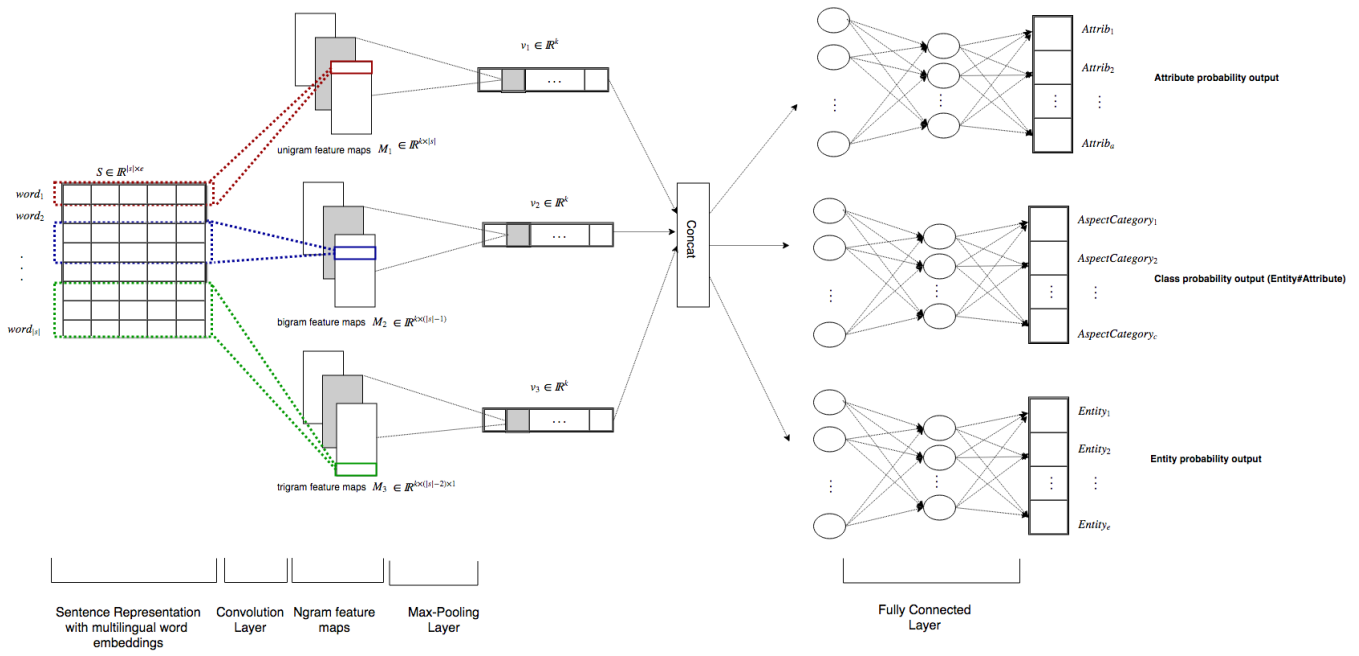 S ∈ ℝ^{|s|×e}
word₁
word₂
.
.
.
word_{|s|}
unigram feature maps M₁ ∈ ℝ^{k×|s|}
bigram feature maps M₂ ∈ ℝ^{k×(|s|−1)}
trigram feature maps M₃ ∈ ℝ^{k×(|s|−2)×1}
v₁ ∈ ℝ^k
...
v₂ ∈ ℝ^k
...
v₃ ∈ ℝ^k
...
Concat
Attrib₁
Attrib₂
⋮
Attrib_a
Attribute probability output
AspectCategory₁
AspectCategory₂
⋮
AspectCategory_c
Class probability output (Entity#Attribute)
Entity₁
Entity₂
⋮
Entity_e
Entity probability output
Sentence Representation
with multilingual word
embeddings
Convolution
Layer
Ngram feature
maps
Max-Pooling
Layer
Fully Connected
Layer